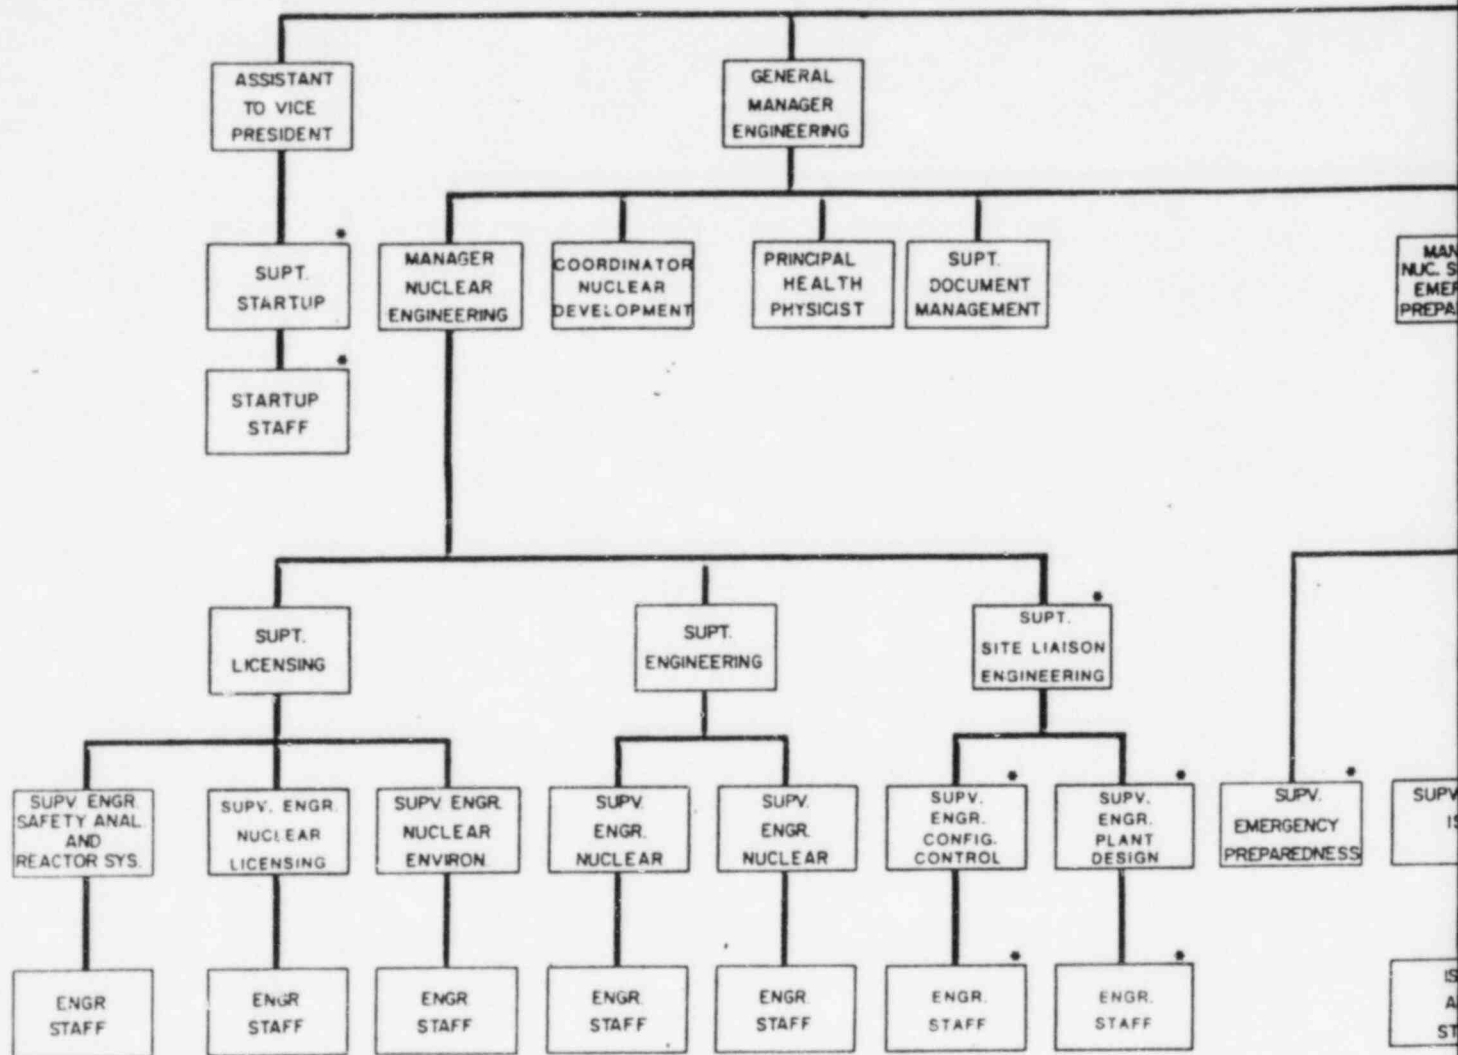 ASSISTANT
TO VICE
PRESIDENT
GENERAL
MANAGER
ENGINEERING
*
SUPT.
STARTUP
MANAGER
NUCLEAR
ENGINEERING
COORDINATOR
NUCLEAR
DEVELOPMENT
PRINCIPAL
HEALTH
PHYSICIST
SUPT.
DOCUMENT
MANAGEMENT
NUC.
*
STARTUP
STAFF
SUPT.
LICENSING
SUPT.
ENGINEERING
*
SUPT.
SITE LIAISON
ENGINEERING
SUPV ENGR.
SAFETY ANAL.
AND
REACTOR SYS.
SUPV. ENGR.
NUCLEAR
LICENSING
SUPV ENGR.
NUCLEAR
ENVIRON.
SUPV.
ENGR.
NUCLEAR
SUPV.
ENGR.
NUCLEAR
*
SUPV.
ENGR.
CONFIG.
CONTROL
*
SUPV.
ENGR.
PLANT
DESIGN
*
SUPV.
EMERGENCY
PREPAREDNESS
SUPV
ENGR
STAFF
ENGR
STAFF
ENGR
STAFF
ENGR.
STAFF
ENGR.
STAFF
*
ENGR.
STAFF
*
ENGR.
STAFF